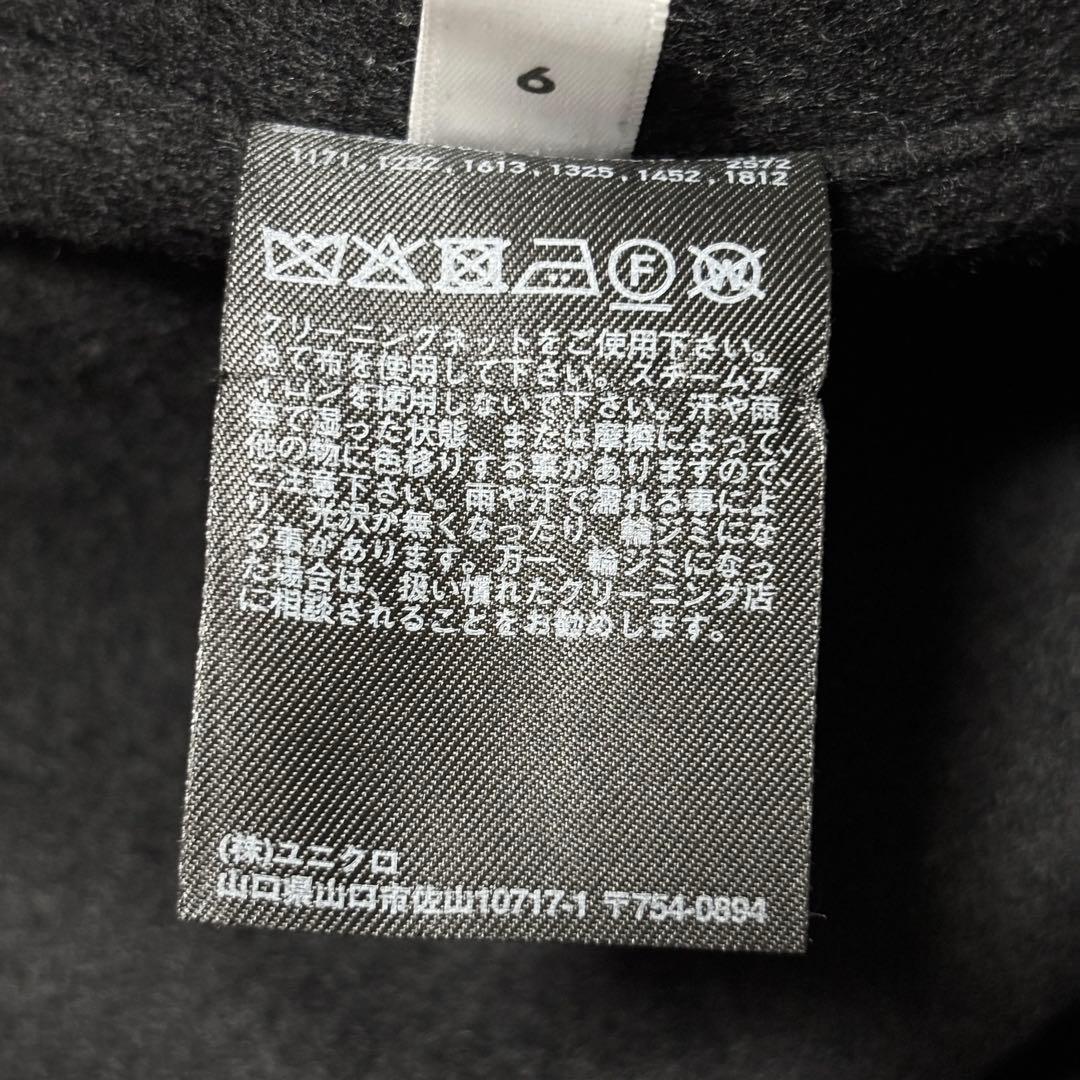 6
1171,1222,1613,1325,1452,1812
F W
クリーニングネットをご使用下さい。
あて布を使用して下さい。スチームア
イロンを使用しないで下さい。汗や雨
等で湿った状態、または摩擦によって
他の物に色移りする事がありますので、
ご注意下さい。雨や汗で濡れる事によ
り、光沢が無くなったり、輪ジミにな
る事があります。万一、輪ジミになっ
た場合は、扱い慣れたクリーニング店
に相談されることをお勧めします。
(株)ユニクロ
山口県山口市佐山10717-1 〒754-0894